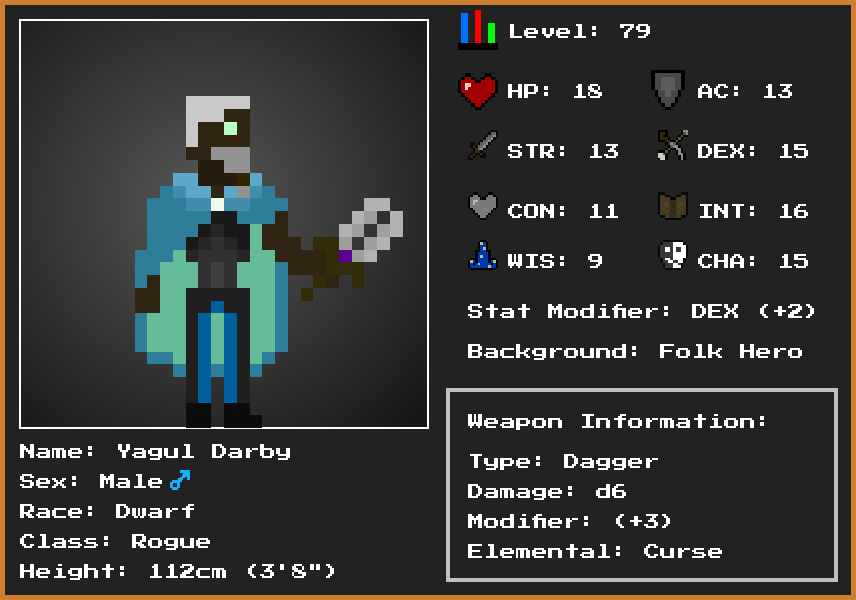 Level: 79
HP: 18 AC: 13
STR: 13 DEX: 15
CON: 11 INT: 16
WIS: 9 CHA: 15
Stat Modifier: DEX (+2)
Background: Folk Hero
Weapon Information:
Type: Dagger
Damage: d6
Modifier: (+3)
Elemental: Curse
Name: Yagul Darby
Sex: Male♂
Race: Dwarf
Class: Rogue
Height: 112cm (3'8")